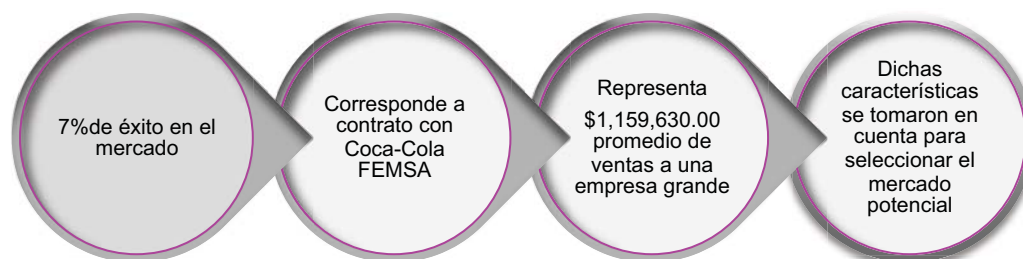 7%de éxito en el
mercado
Corresponde a
contrato con
Coca-Cola
FEMSA
Representa
$1,159,630.00
promedio de
ventas a una
empresa grande
Dichas
características
se tomaron en
cuenta para
seleccionar el
mercado
potencial